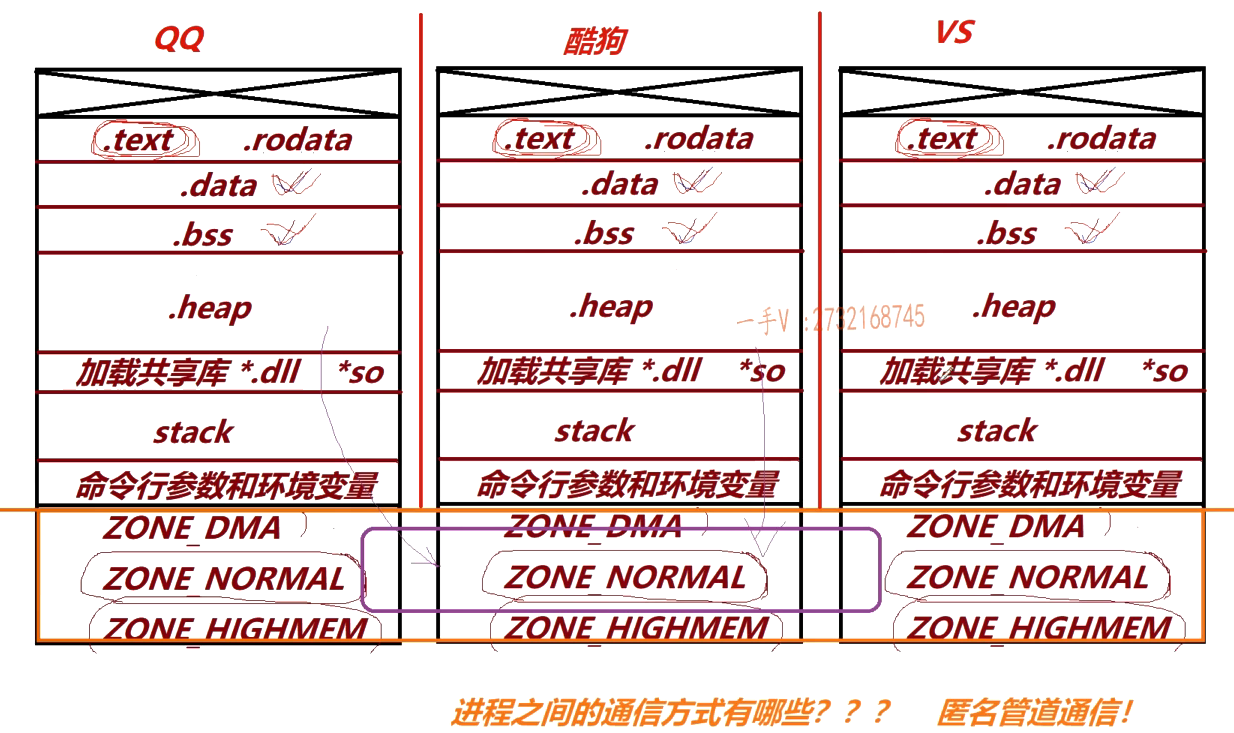 QQ 酷狗 VS
.text .rodata .text .rodata .text .rodata
.data .data .data
.bss .bss .bss
.heap .heap .heap
一手V :2732168745
加载共享库 *.dll *so 加载共享库 *.dll *so 加载共享库 *.dll *so
stack stack stack
命令行参数和环境变量 命令行参数和环境变量 命令行参数和环境变量
ZONE_DMA ZONE_DMA ZONE_DMA
ZONE_NORMAL ZONE_NORMAL ZONE_NORMAL
ZONE_HIGHMEM ZONE_HIGHMEM ZONE_HIGHMEM
进程之间的通信方式有哪些？？？ 匿名管道通信！